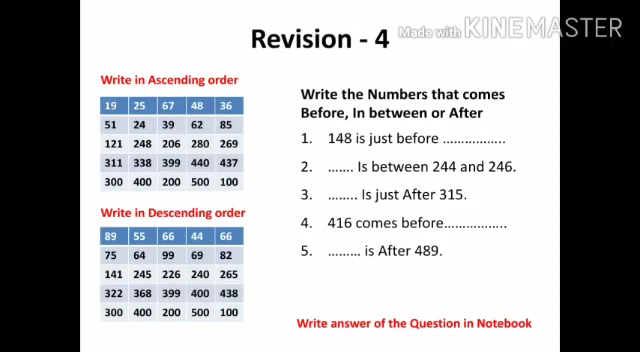 Revision - 4
Made with KINEMASTER
Write in Ascending order
19 25 67 48 36
51 24 39 62 85
121 248 206 280 269
311 338 399 440 437
300 400 200 500 100
Write in Descending order
89 55 66 44 66
75 64 99 69 82
141 245 226 240 265
322 368 399 400 438
300 400 200 500 100
Write the Numbers that comes
Before, In between or After
1. 148 is just before ……………..
2. ……. Is between 244 and 246.
3. …….. Is just After 315.
4. 416 comes before……………..
5. ……… is After 489.
Write answer of the Question in Notebook